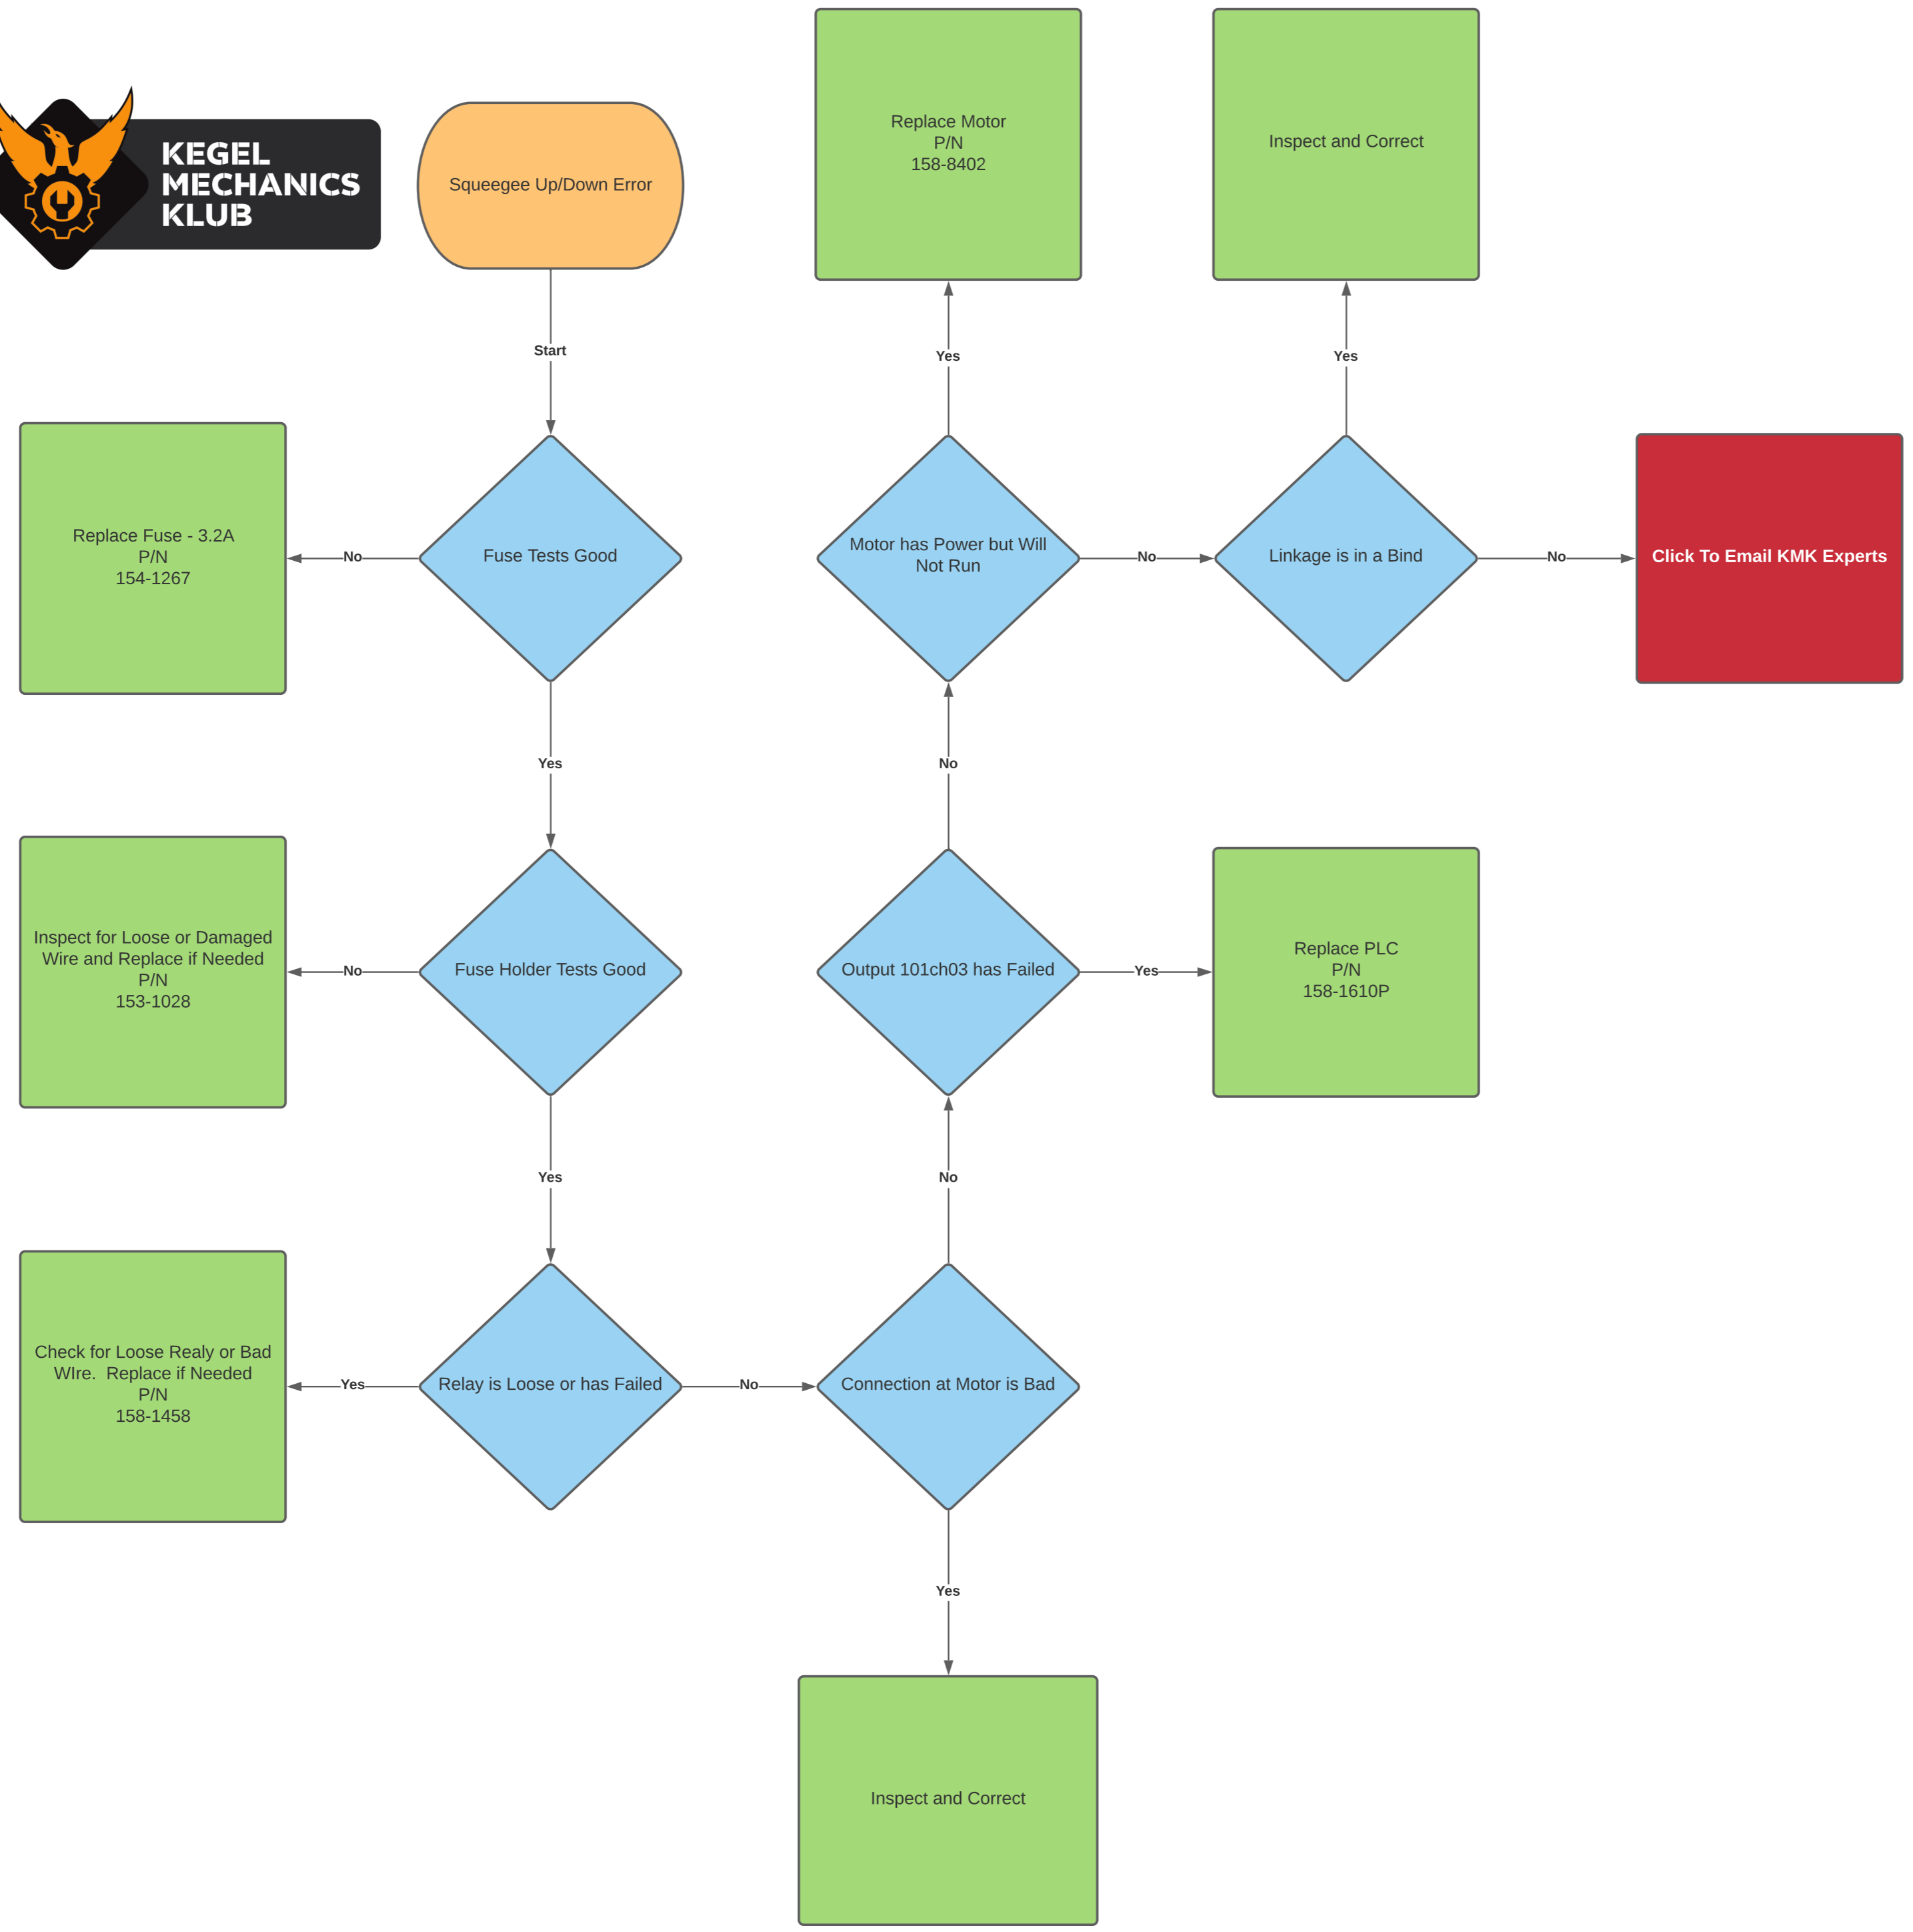 KEGEL
MECHANICS
KLUB
Squeegee Up/Down Error
Replace Motor
P/N
158-8402
Inspect and Correct
Start
Yes
Yes
Replace Fuse - 3.2A
P/N
154-1267
No
Fuse Tests Good
Motor has Power but Will
Not Run
No
Linkage is in a Bind
No
Click To Email KMK Experts
Yes
No
Inspect for Loose or Damaged
Wire and Replace if Needed
P/N
153-1028
No
Fuse Holder Tests Good
Output 101ch03 has Failed
Yes
Replace PLC
P/N
158-1610P
Yes
No
Check for Loose Realy or Bad
WIre.  Replace if Needed
P/N
158-1458
Yes
Relay is Loose or has Failed
No
Connection at Motor is Bad
Yes
Inspect and Correct